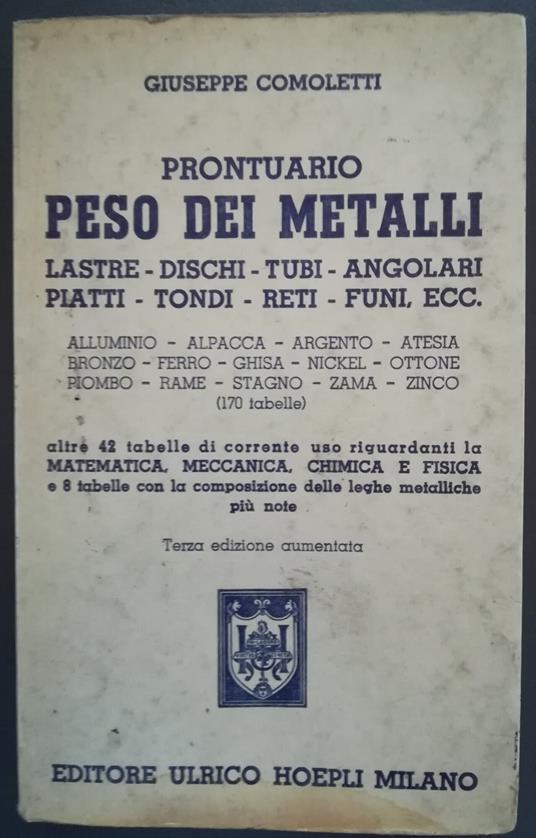 GIUSEPPE COMOLETTI
PRONTUARIO
PESO DEI METALLI
LASTRE - DISCHI - TUBI - ANGOLARI
PIATTI - TONDI - RETI - FUNI, ECC.
ALLUMINIO - ALPACCA - ARGENTO - ATESIA
BRONZO - FERRO - GHISA - NICKEL - OTTONE
PIOMBO - RAME - STAGNO - ZAMA - ZINCO
(170 tabelle)
altre 42 tabelle di corrente uso riguardanti la
MATEMATICA, MECCANICA, CHIMICA E FISICA
e 8 tabelle con la composizione delle leghe metalliche
più note
Terza edizione aumentata
EDITORE ULRICO HOEPLI MILANO